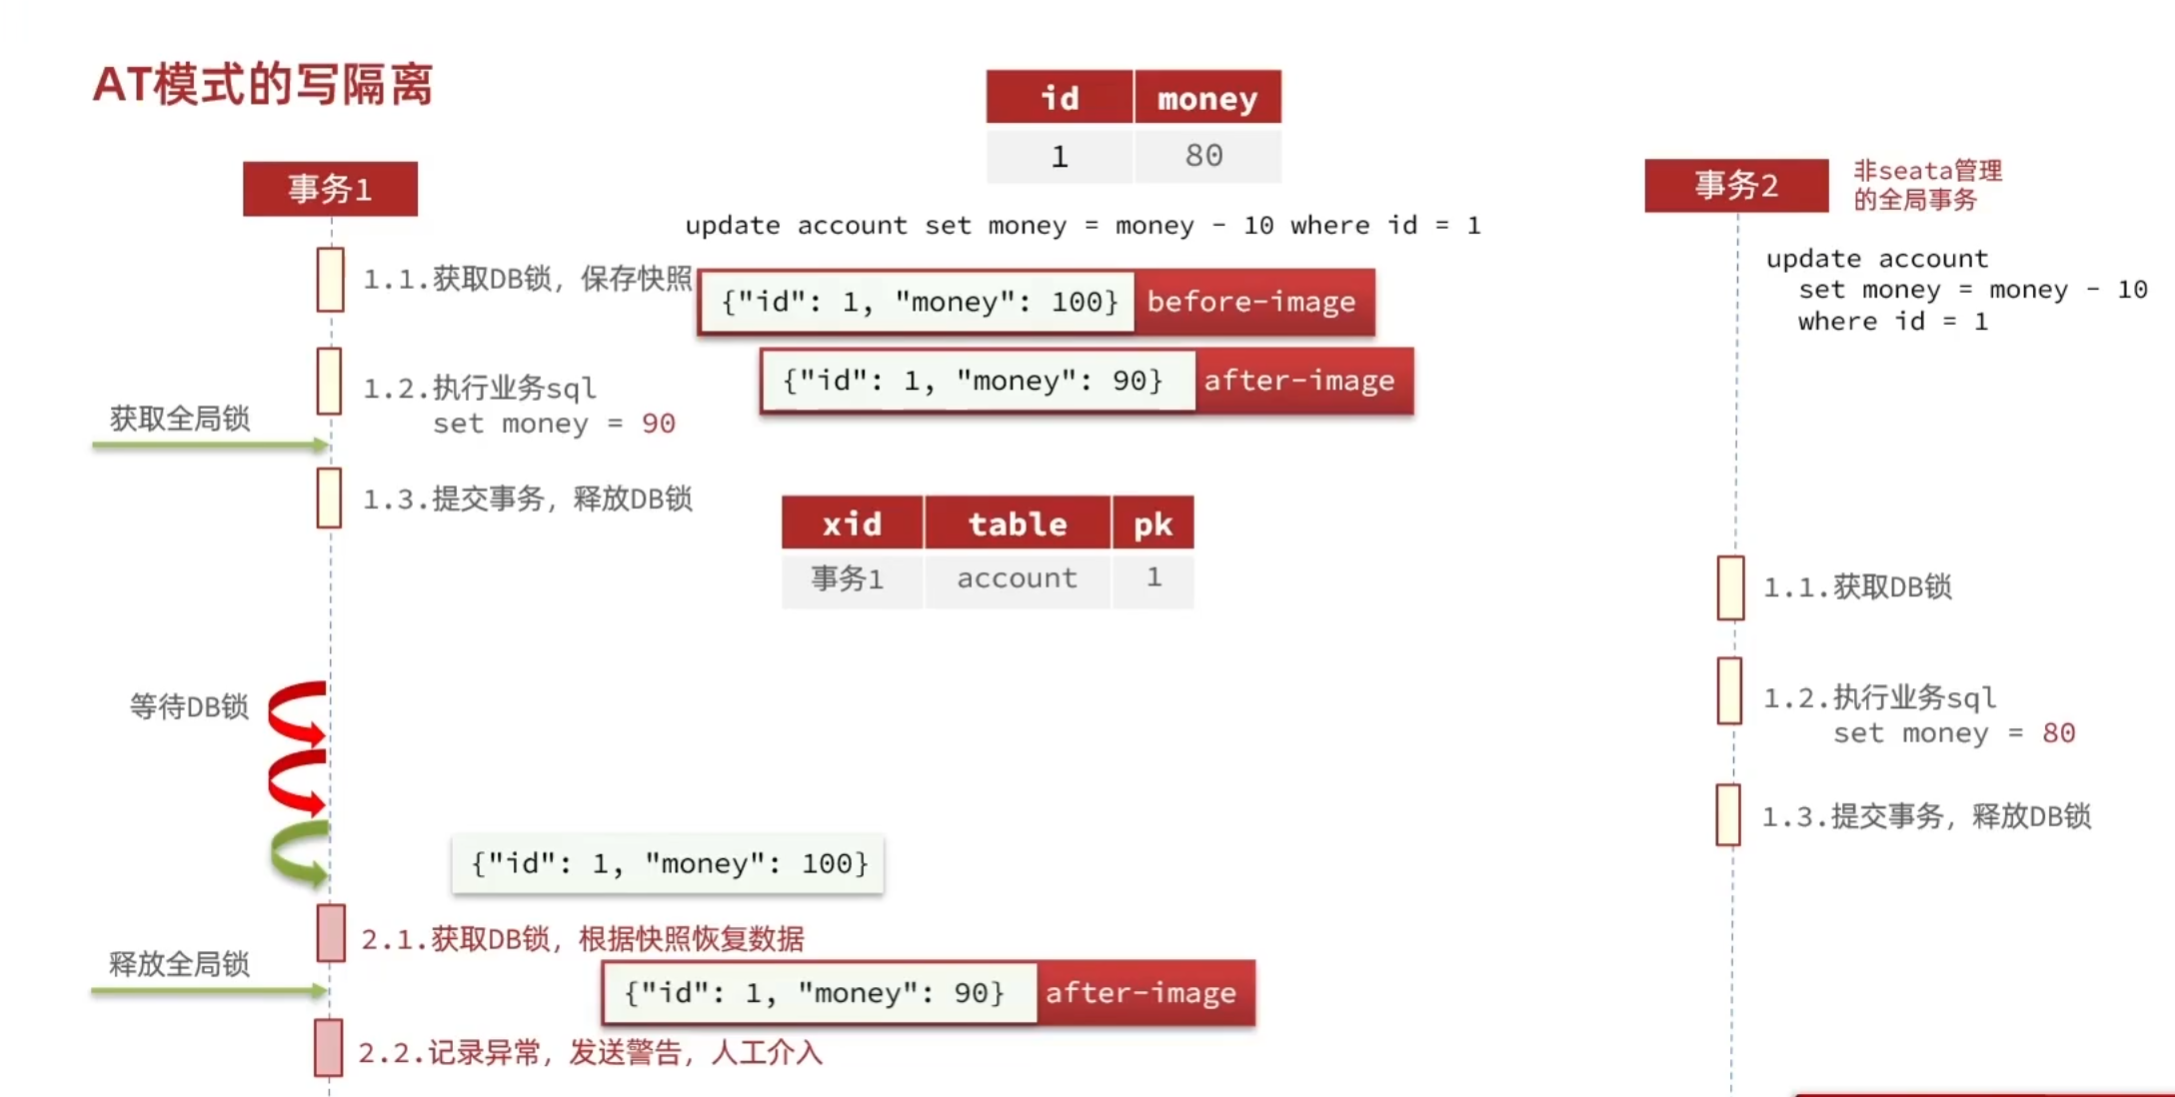 AT模式的写隔离
id money
1 80
事务1
update account set money = money - 10 where id = 1
1.1.获取DB锁，保存快照
{"id": 1, "money": 100} before-image
{"id": 1, "money": 90} after-image
1.2.执行业务sql
set money = 90
获取全局锁
1.3.提交事务，释放DB锁
xid table pk
事务1 account 1
等待DB锁
{"id": 1, "money": 100}
2.1.获取DB锁，根据快照恢复数据
释放全局锁
{"id": 1, "money": 90} after-image
2.2.记录异常，发送警告，人工介入
事务2
非seata管理
的全局事务
update account
set money = money - 10
where id = 1
1.1.获取DB锁
1.2.执行业务sql
set money = 80
1.3.提交事务，释放DB锁